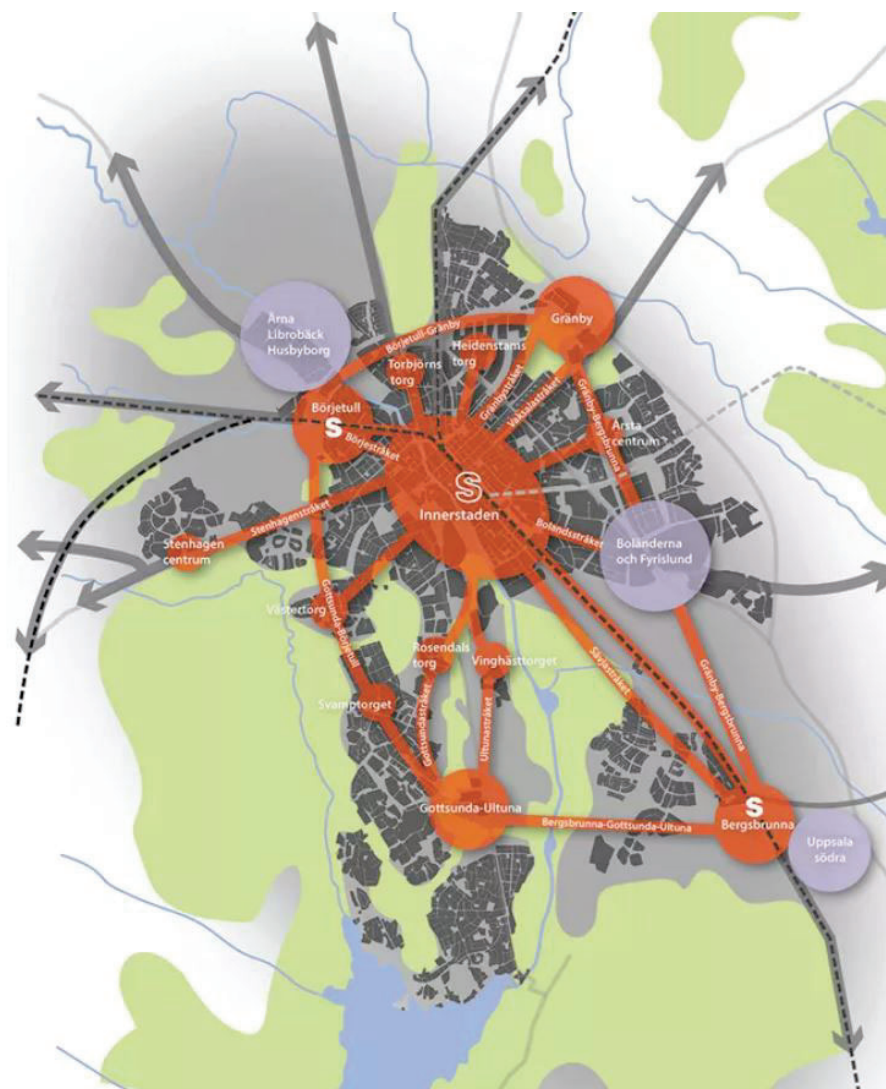 Ärna
Librobäck
Husbyborg
Gränby
Börjetull-Gränby
Torbjörns
torg
Heidenstams
torg
Gränbystråket
Vaksalastråket
Gränby-Bergsbrunna
Börjetull
S
Börjestråket
Årsta
centrum
S
Innerstaden
Stenhagenstråket
Stenhagen
centrum
Bolandsstråket
Boländerna
och Fyrislund
Västertorg
Gottsunda-Börjetull
Rosendals
torg
Vinghästtorget
Sävjastråket
Gränby-Bergsbrunna
Svamptorget
Gottsundastråket
Ultunastråket
Gottsunda-Ultuna
Bergsbrunna-Gottsunda-Ultuna
S
Bergsbrunna
Uppsala
södra